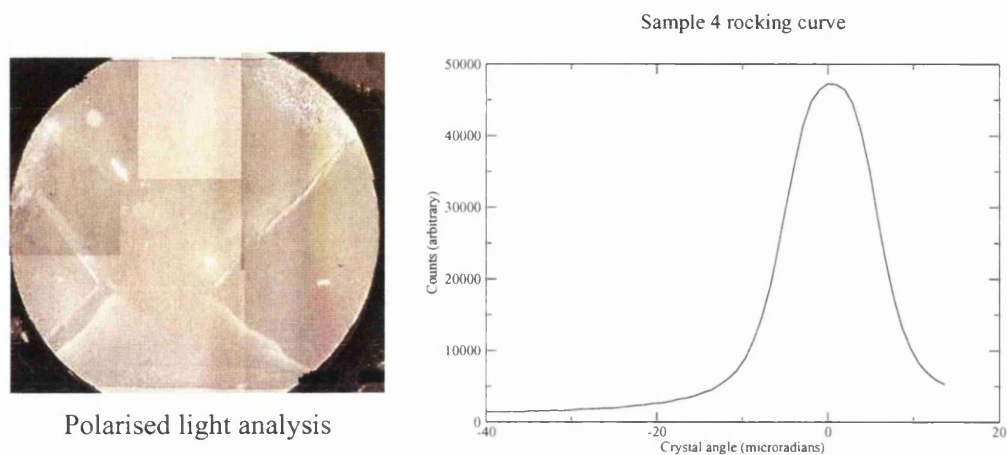 Sample 4 rocking curve
50000
40000
30000
20000
10000
0
Counts (arbitrary)
-40
-20
0
20
Crystal angle (microradians)
Polarised light analysis